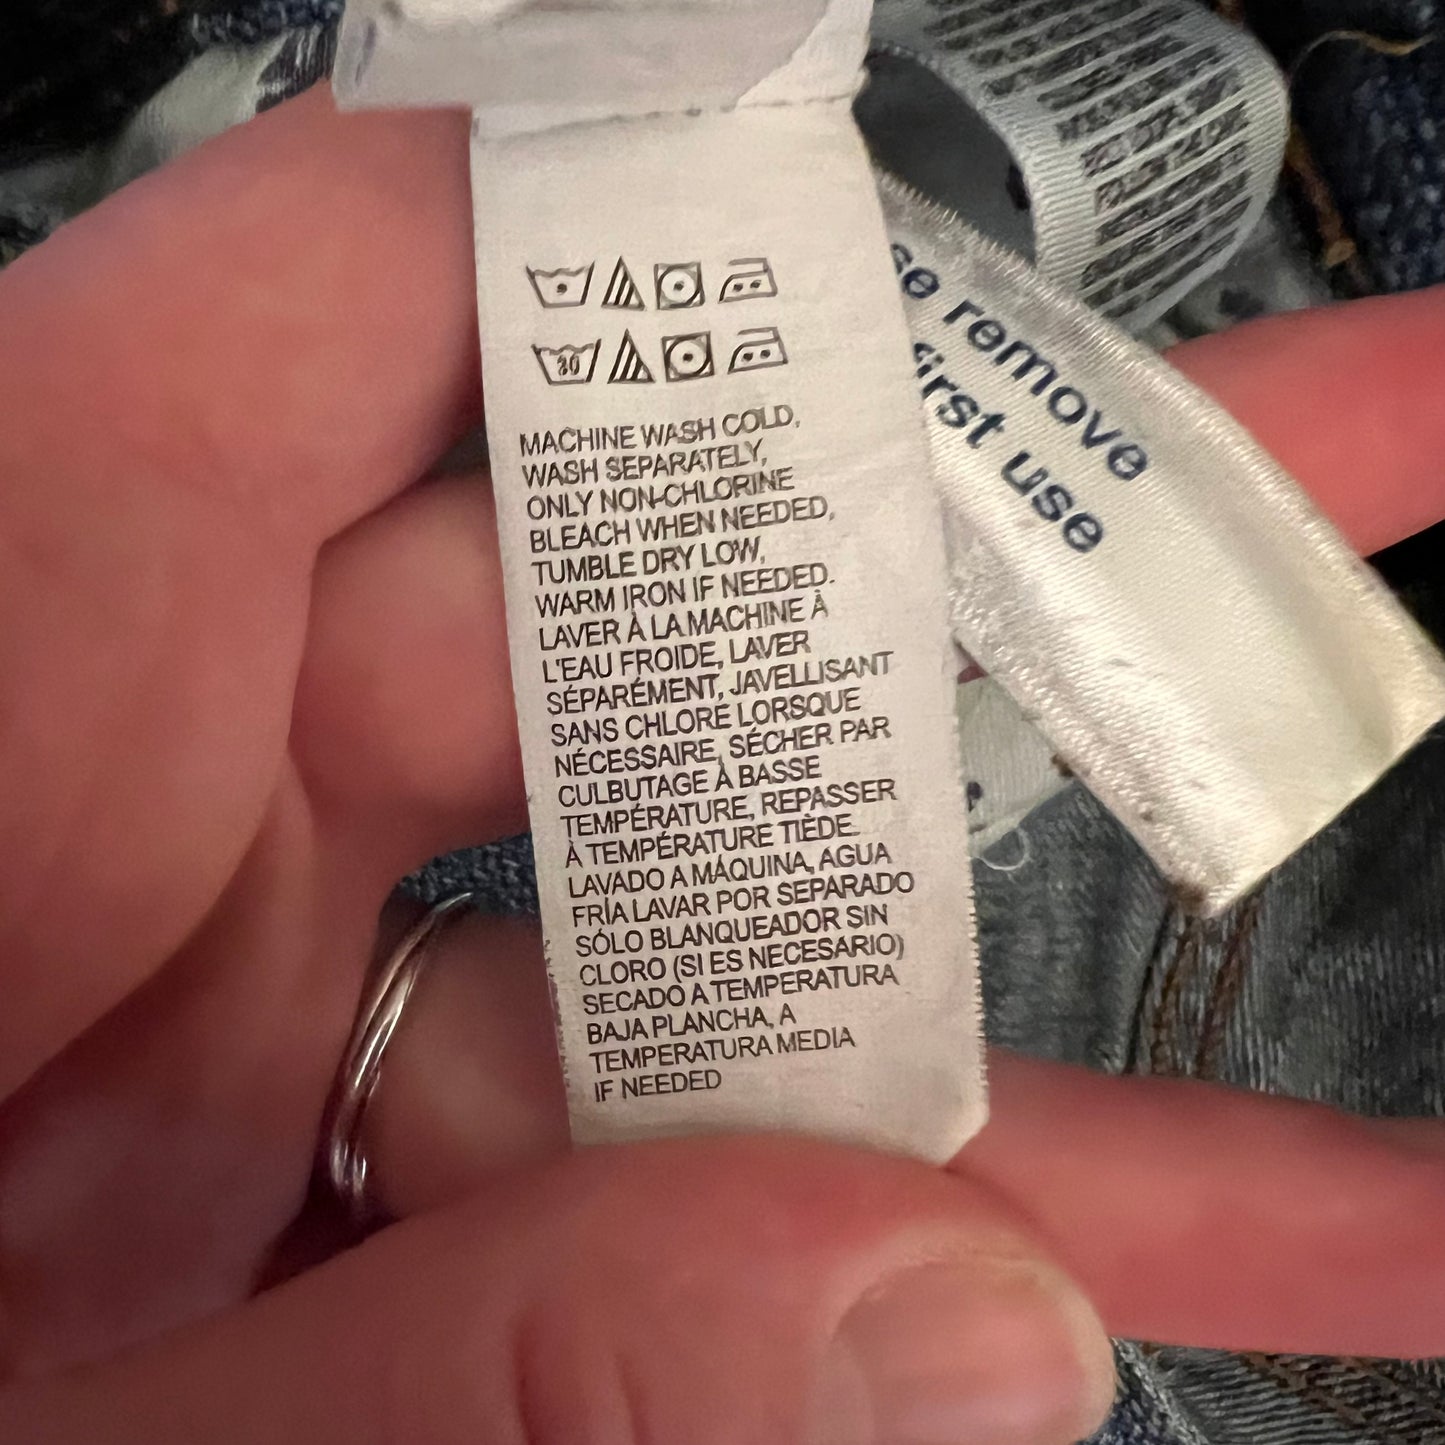 30
MACHINE WASH COLD,
WASH SEPARATELY,
ONLY NON-CHLORINE
BLEACH WHEN NEEDED,
TUMBLE DRY LOW,
WARM IRON IF NEEDED.
LAVER À LA MACHINE À
L'EAU FROIDE, LAVER
SÉPARÉMENT, JAVELLISANT
SANS CHLORE LORSQUE
NÉCESSAIRE, SÉCHER PAR
CULBUTAGE À BASSE
TEMPÉRATURE, REPASSER
À TEMPÉRATURE TIÈDE.
LAVADO A MÁQUINA, AGUA
FRÍA LAVAR POR SEPARADO
SÓLO BLANQUEADOR SIN
CLORO (SI ES NECESARIO)
SECADO A TEMPERATURA
BAJA PLANCHA, A
TEMPERATURA MEDIA
IF NEEDED
se remove
first use